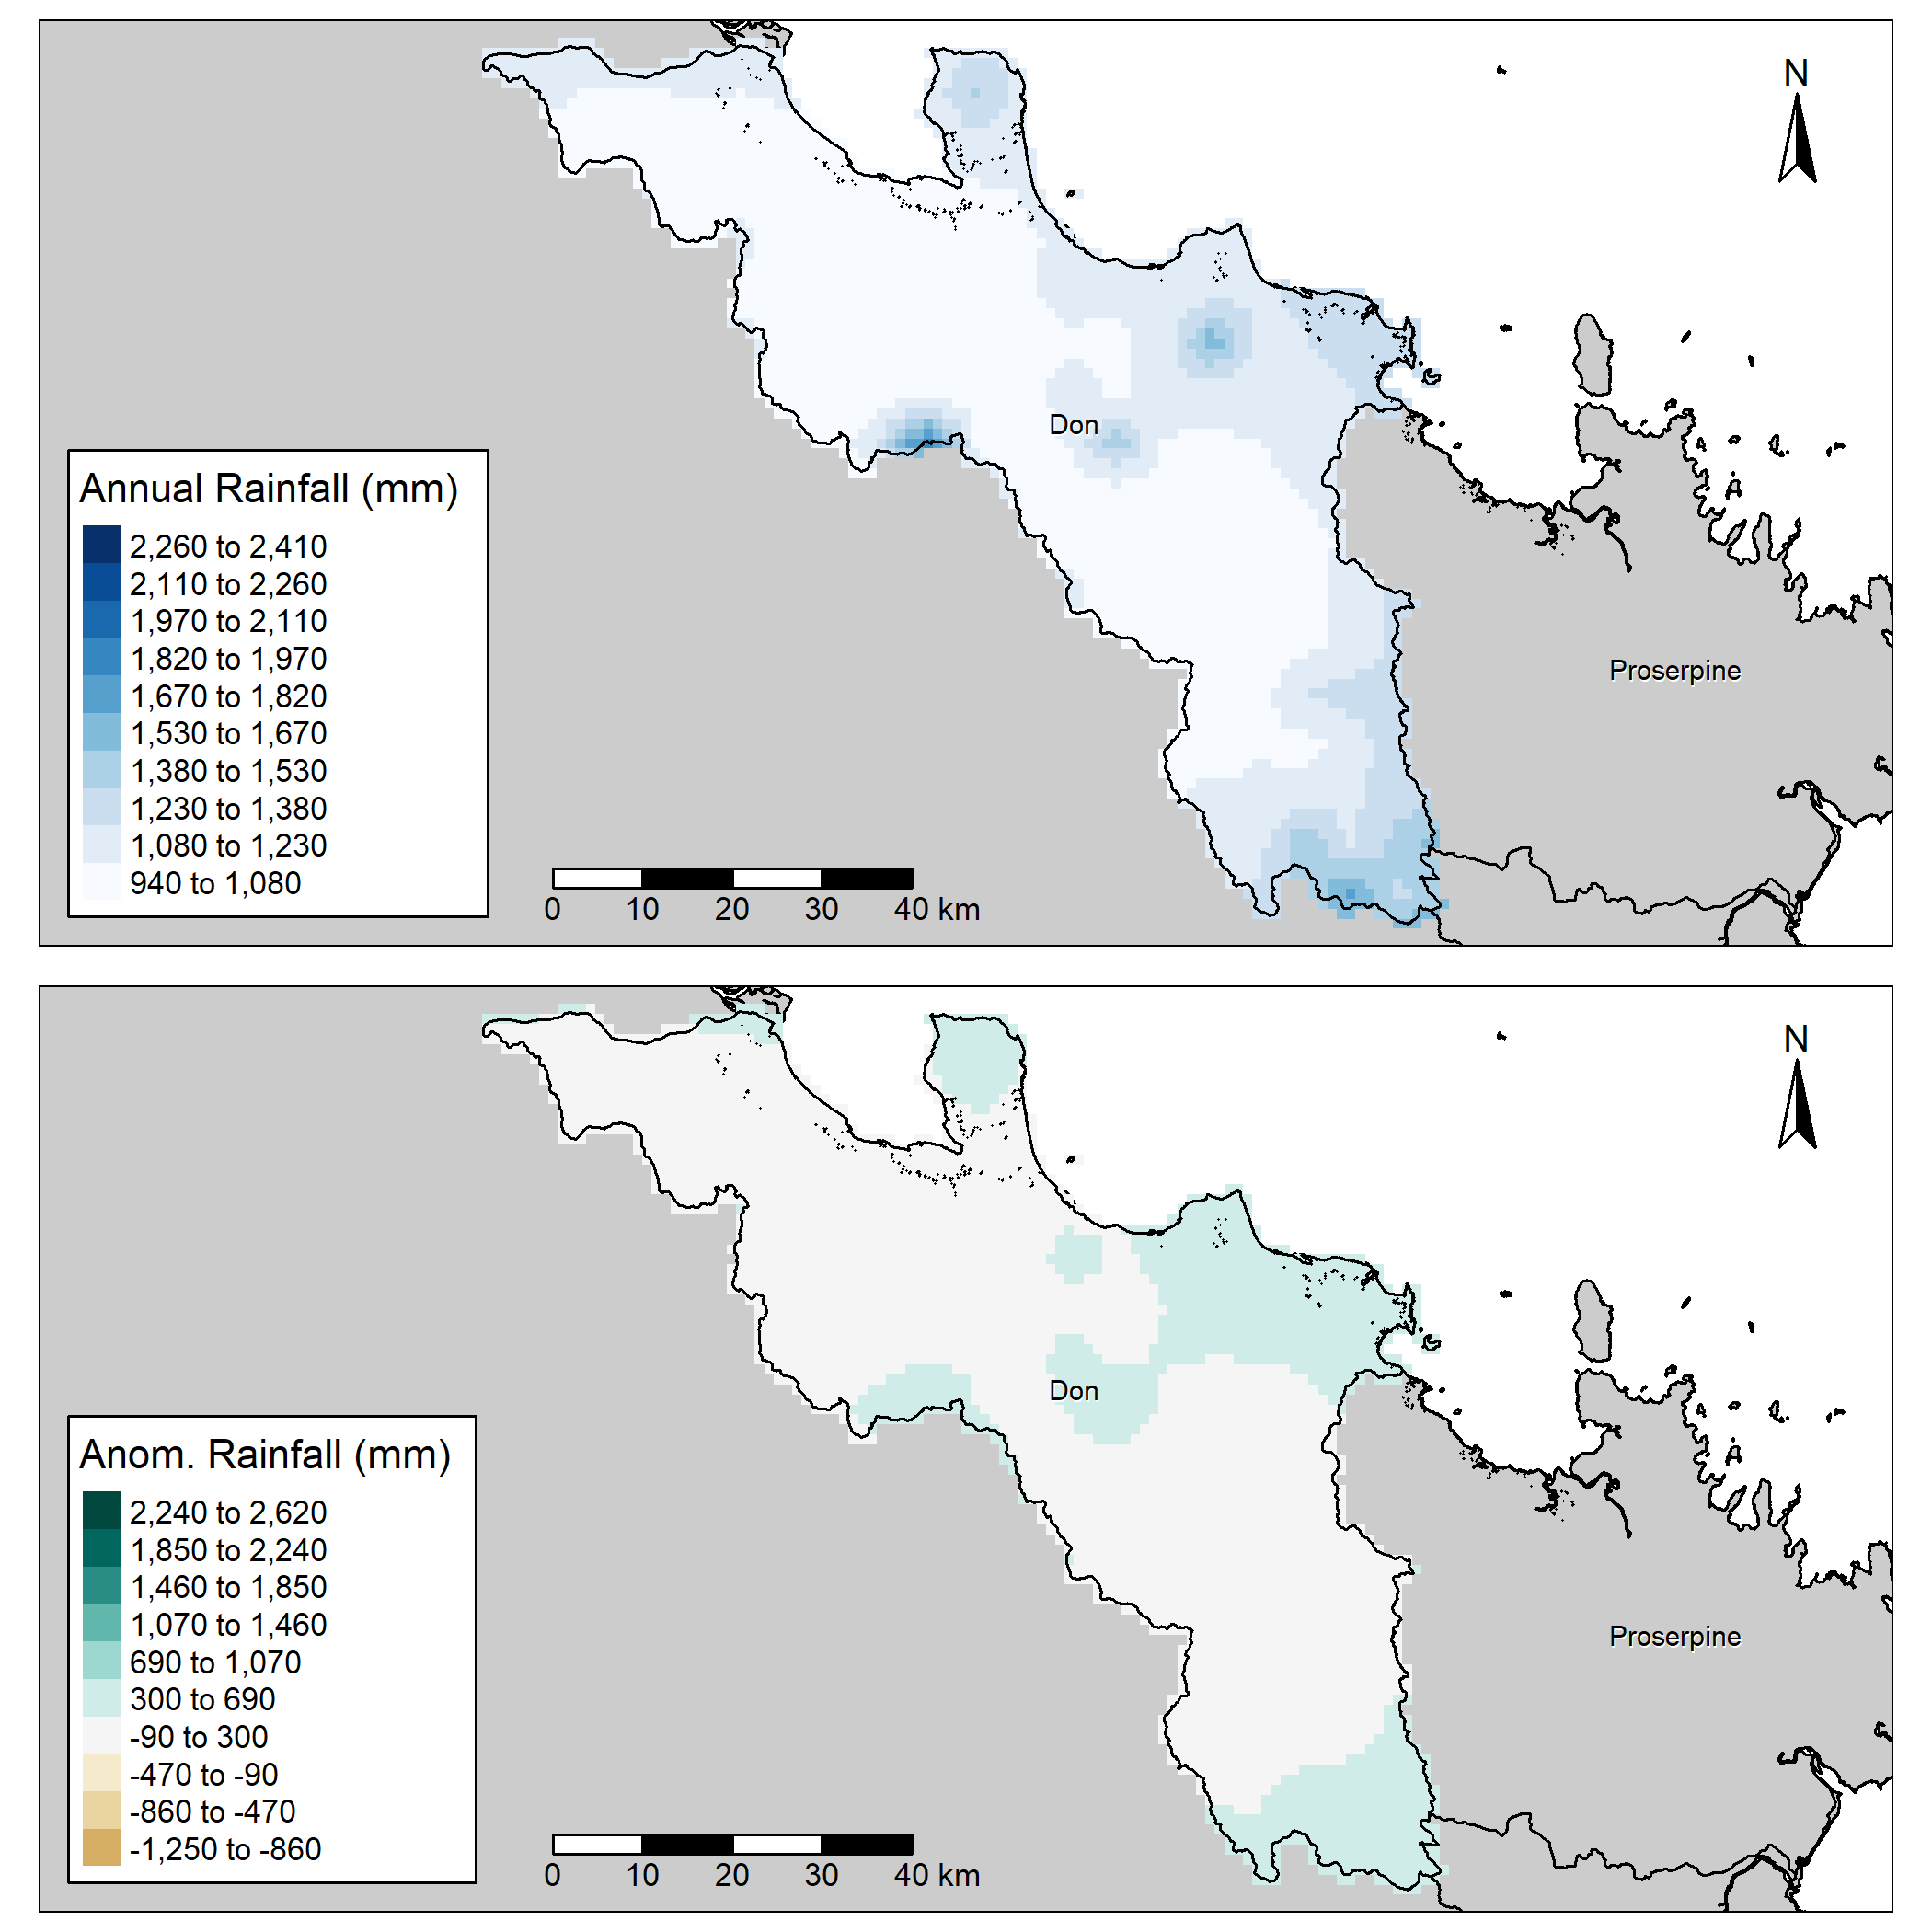 N
Don
Annual Rainfall (mm)
2,260 to 2,410
2,110 to 2,260
1,970 to 2,110
1,820 to 1,970
1,670 to 1,820
1,530 to 1,670
1,380 to 1,530
1,230 to 1,380
1,080 to 1,230
940 to 1,080
Proserpine
0 10 20 30 40 km
N
Don
Anom. Rainfall (mm)
2,240 to 2,620
1,850 to 2,240
1,460 to 1,850
1,070 to 1,460
690 to 1,070
300 to 690
-90 to 300
-470 to -90
-860 to -470
-1,250 to -860
Proserpine
0 10 20 30 40 km